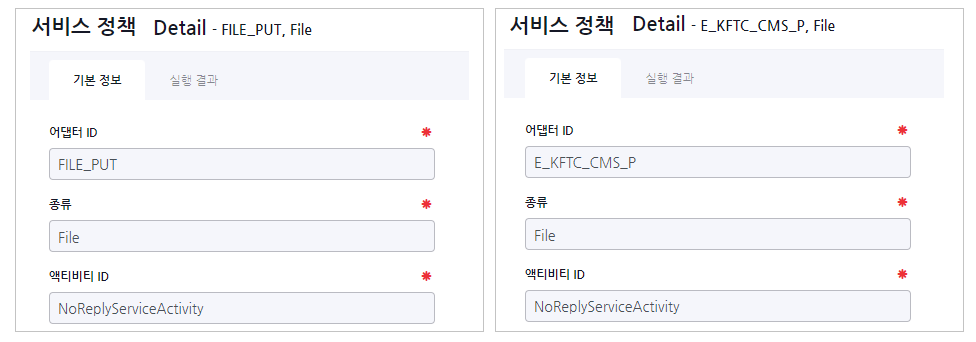 서비스 정책 Detail - FILE_PUT, File
기본 정보 실행 결과
어댑터 ID *
FILE_PUT
종류 *
File
액티비티 ID *
NoReplyServiceActivity
서비스 정책 Detail - E_KFTC_CMS_P, File
기본 정보 실행 결과
어댑터 ID *
E_KFTC_CMS_P
종류 *
File
액티비티 ID *
NoReplyServiceActivity